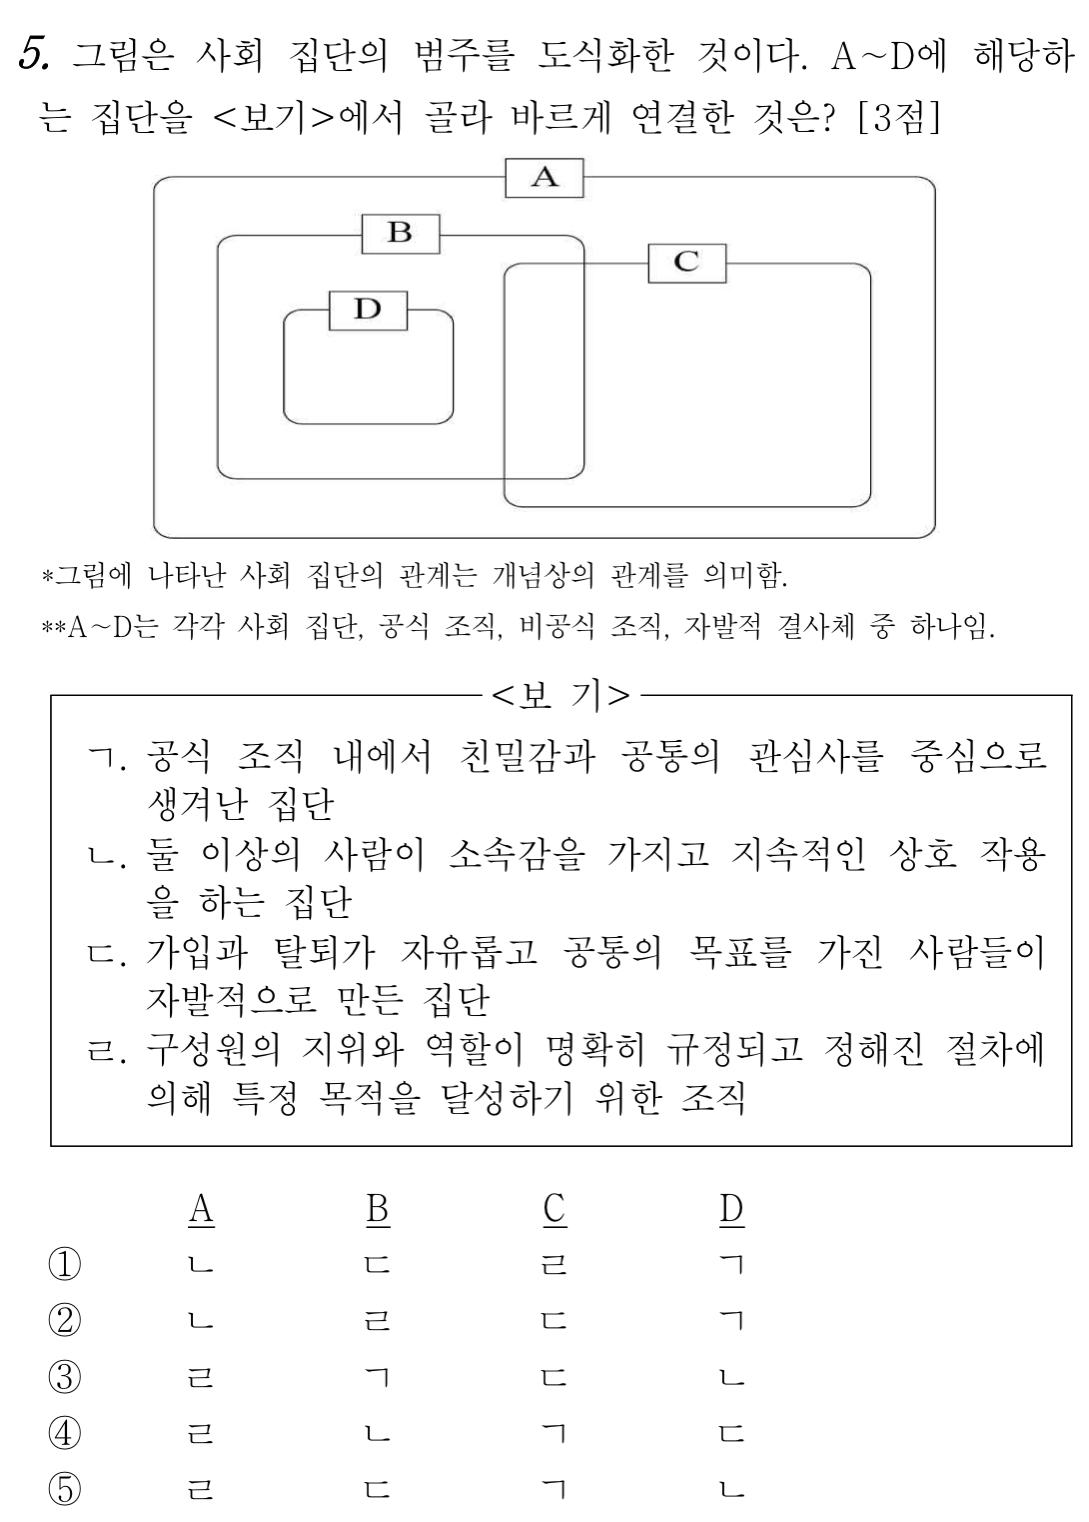 5. 그림은 사회 집단의 범주를 도식화한 것이다. A~D에 해당하
는 집단을 <보기>에서 골라 바르게 연결한 것은? [3점]
A
B
C
D
*그림에 나타난 사회 집단의 관계는 개념상의 관계를 의미함.
**A~D는 각각 사회 집단, 공식 조직, 비공식 조직, 자발적 결사체 중 하나임.
<보 기>
ㄱ. 공식 조직 내에서 친밀감과 공통의 관심사를 중심으로
생겨난 집단
ㄴ. 둘 이상의 사람이 소속감을 가지고 지속적인 상호 작용
을 하는 집단
ㄷ. 가입과 탈퇴가 자유롭고 공통의 목표를 가진 사람들이
자발적으로 만든 집단
ㄹ. 구성원의 지위와 역할이 명확히 규정되고 정해진 절차에
의해 특정 목적을 달성하기 위한 조직
A B C D
① ㄴ ㄷ ㄹ ㄱ
② ㄴ ㄹ ㄷ ㄱ
③ ㄹ ㄱ ㄷ ㄴ
④ ㄹ ㄴ ㄱ ㄷ
⑤ ㄹ ㄷ ㄱ ㄴ